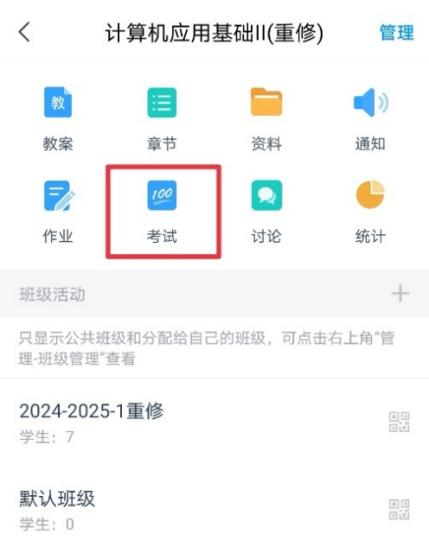 计算机应用基础II(重修)
管理
教
教案
章节
资料
通知
100
作业
考试
讨论
统计
班级活动
只显示公共班级和分配给自己的班级，可点击右上角“管
理-班级管理”查看
2024-2025-1重修
学生：7
默认班级
学生：0